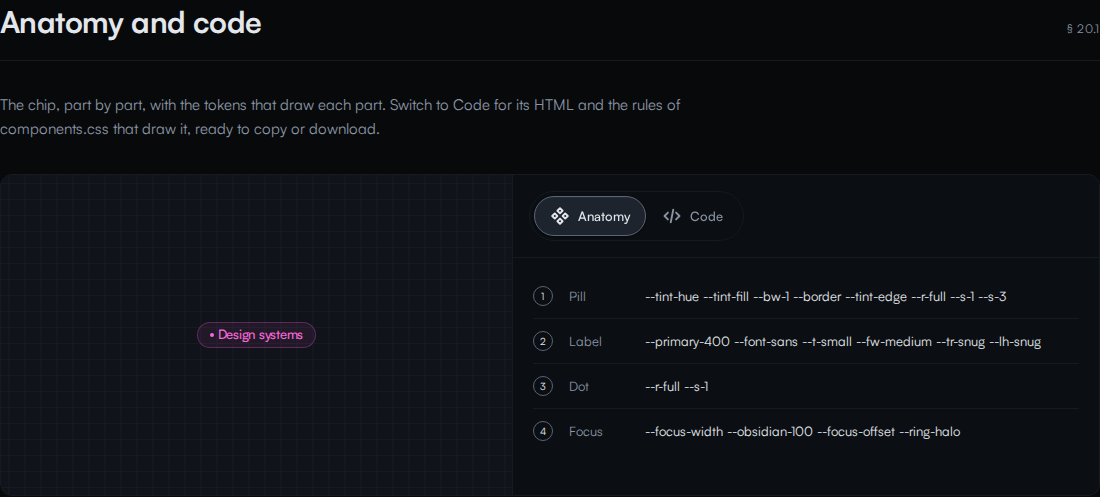 Anatomy and code
§ 20.1
The chip, part by part, with the tokens that draw each part. Switch to Code for its HTML and the rules of
components.css that draw it, ready to copy or download.
Anatomy
Code
1 Pill --tint-hue --tint-fill --bw-1 --border --tint-edge --r-full --s-1 --s-3
• Design systems
2 Label --primary-400 --font-sans --t-small --fw-medium --tr-snug --lh-snug
3 Dot --r-full --s-1
4 Focus --focus-width --obsidian-100 --focus-offset --ring-halo